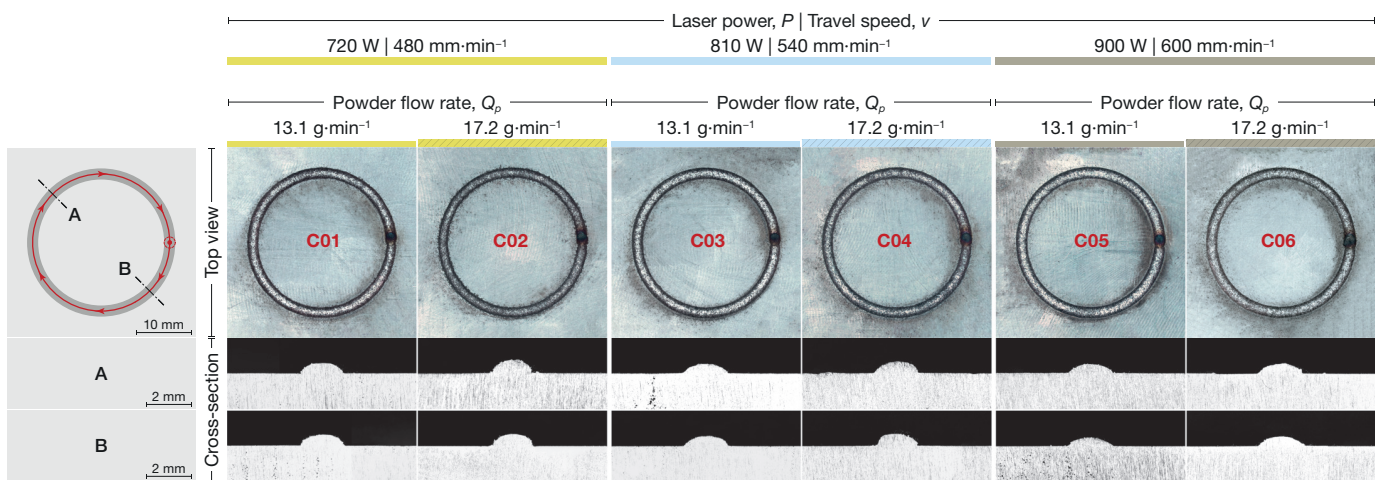 Laser power, P | Travel speed, v
720 W | 480 mm·min⁻¹
810 W | 540 mm·min⁻¹
900 W | 600 mm·min⁻¹
Powder flow rate, Qₚ
Powder flow rate, Qₚ
Powder flow rate, Qₚ
13.1 g·min⁻¹
17.2 g·min⁻¹
13.1 g·min⁻¹
17.2 g·min⁻¹
13.1 g·min⁻¹
17.2 g·min⁻¹
A
B
10 mm
Top view
C01
C02
C03
C04
C05
C06
Cross-section
A
2 mm
B
2 mm